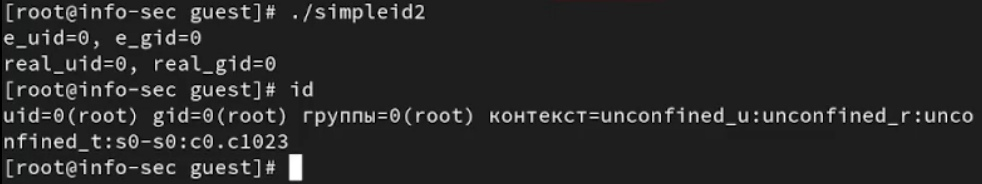 [root@info-sec guest]# ./simpleid2
e_uid=0, e_gid=0
real_uid=0, real_gid=0
[root@info-sec guest]# id
uid=0(root) gid=0(root) группы=0(root) контекст=unconfined_u:unconfined_r:unco
nfined_t:s0-s0:c0.c1023
[root@info-sec guest]#